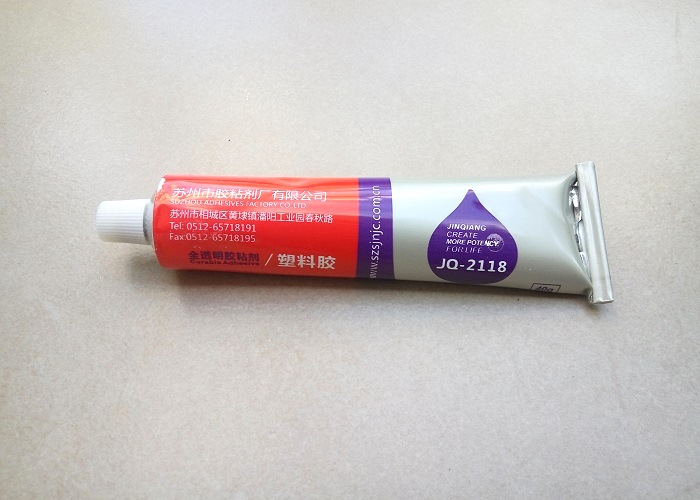 苏州市胶粘剂厂有限公司
SUZHOU ADHESIVES FACTORY CO.LTD
苏州市相城区黄埭镇潘阳工业园春秋路
Tel: 0512-65718191
Fax:0512-65718195
全透明胶粘剂
Durable Adhesive
/塑料胶
www.szsjnjc.com.cn
JINQIANG
CREATE
MORE POTENCY
FOR LIFE
JQ-2118